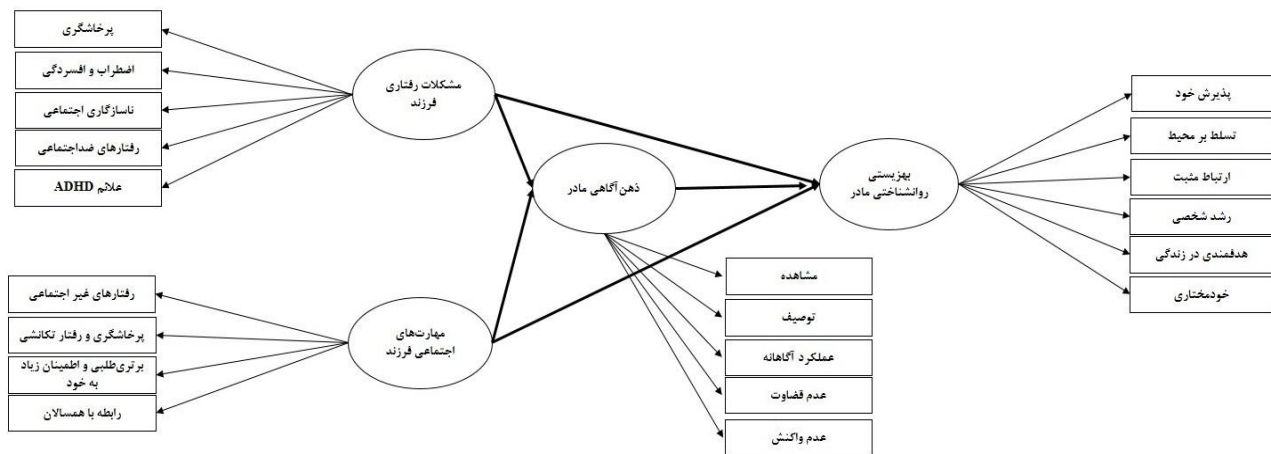 پرخاشگری
اضطراب و افسردگی
ناسازگاری اجتماعی
رفتارهای ضداجتماعی
علائم ADHD
مشکلات رفتاری
فرزند
رفتارهای غیر اجتماعی
پرخاشگری و رفتار تکانشی
برتری‌طلبی و اطمینان زیاد
به خود
رابطه با همسالان
مهارت‌های
اجتماعی فرزند
ذهن آگاهی مادر
مشاهده
توصیف
عملکرد آگاهانه
عدم قضاوت
عدم واکنش
بهزیستی
روانشناختی مادر
پذیرش خود
تسلط بر محیط
ارتباط مثبت
رشد شخصی
هدفمندی در زندگی
خودمختاری